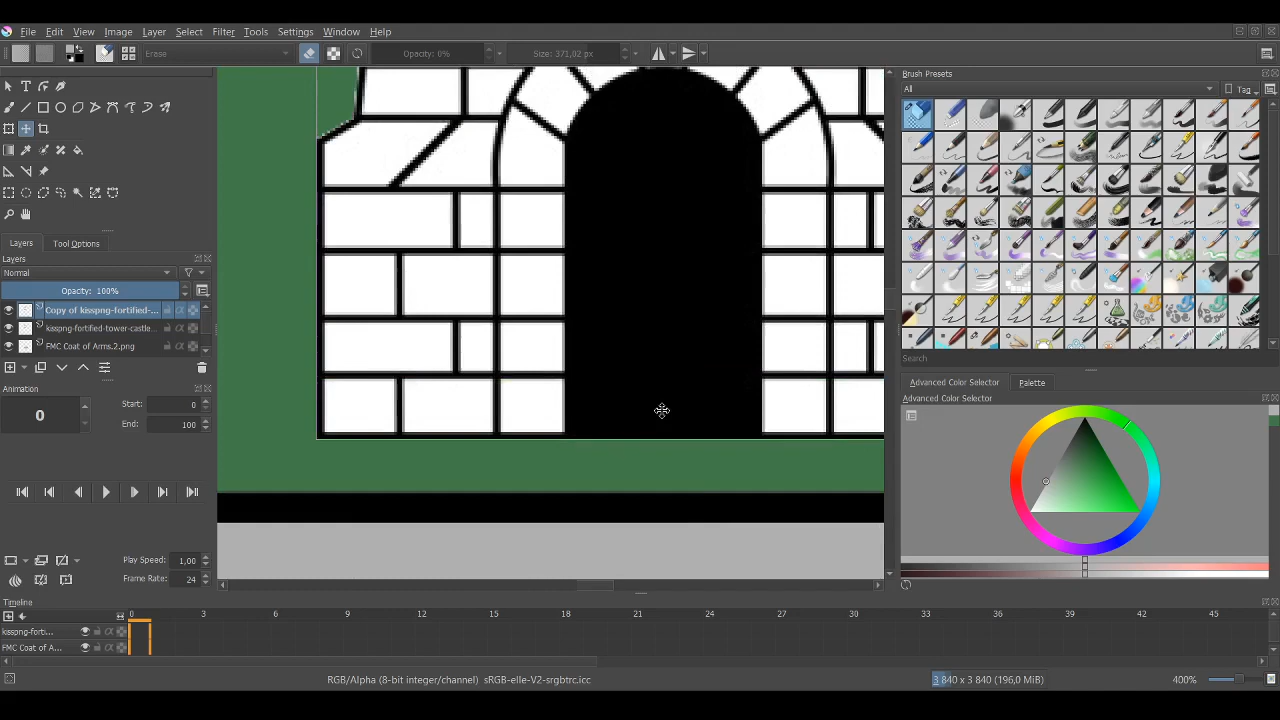 File Edit View Image Layer Select Filter Tools Settings Window Help
Erase Opacity: 0% Size: 371,02 px
Brush Presets
All Tag
Layers Tool Options
Layers
Normal
Opacity: 100%
Copy of kisspng-fortified-...
kisspng-fortified-tower-castle...
FMC Coat of Arms.2.png
Search
Advanced Color Selector Palette
Advanced Color Selector
Animation
0
Start: 0
End: 100
Play Speed: 1,00
Frame Rate: 24
Timeline
0 3 6 9 12 15 18 21 24 27 30 33 36 39 42 45
kisspng-forti...
FMC Coat of A...
RGB/Alpha (8-bit integer/channel) sRGB-elle-V2-srgbtrc.icc 3 840 x 3 840 (196,0 MiB) 400%